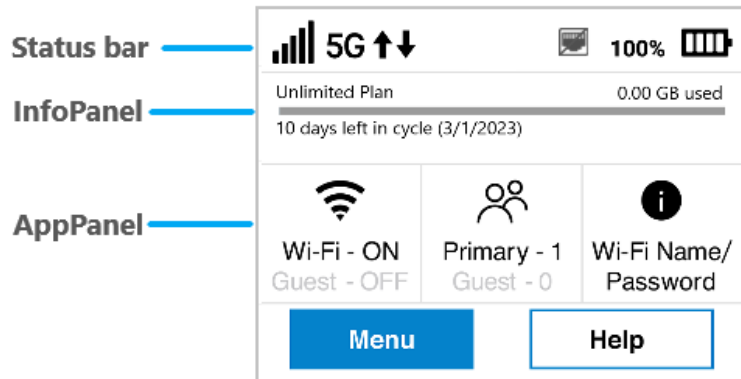 Status bar
5G
100%
InfoPanel
Unlimited Plan
0.00 GB used
10 days left in cycle (3/1/2023)
AppPanel
Wi-Fi - ON
Guest - OFF
Primary - 1
Guest - 0
Wi-Fi Name/
Password
Menu
Help